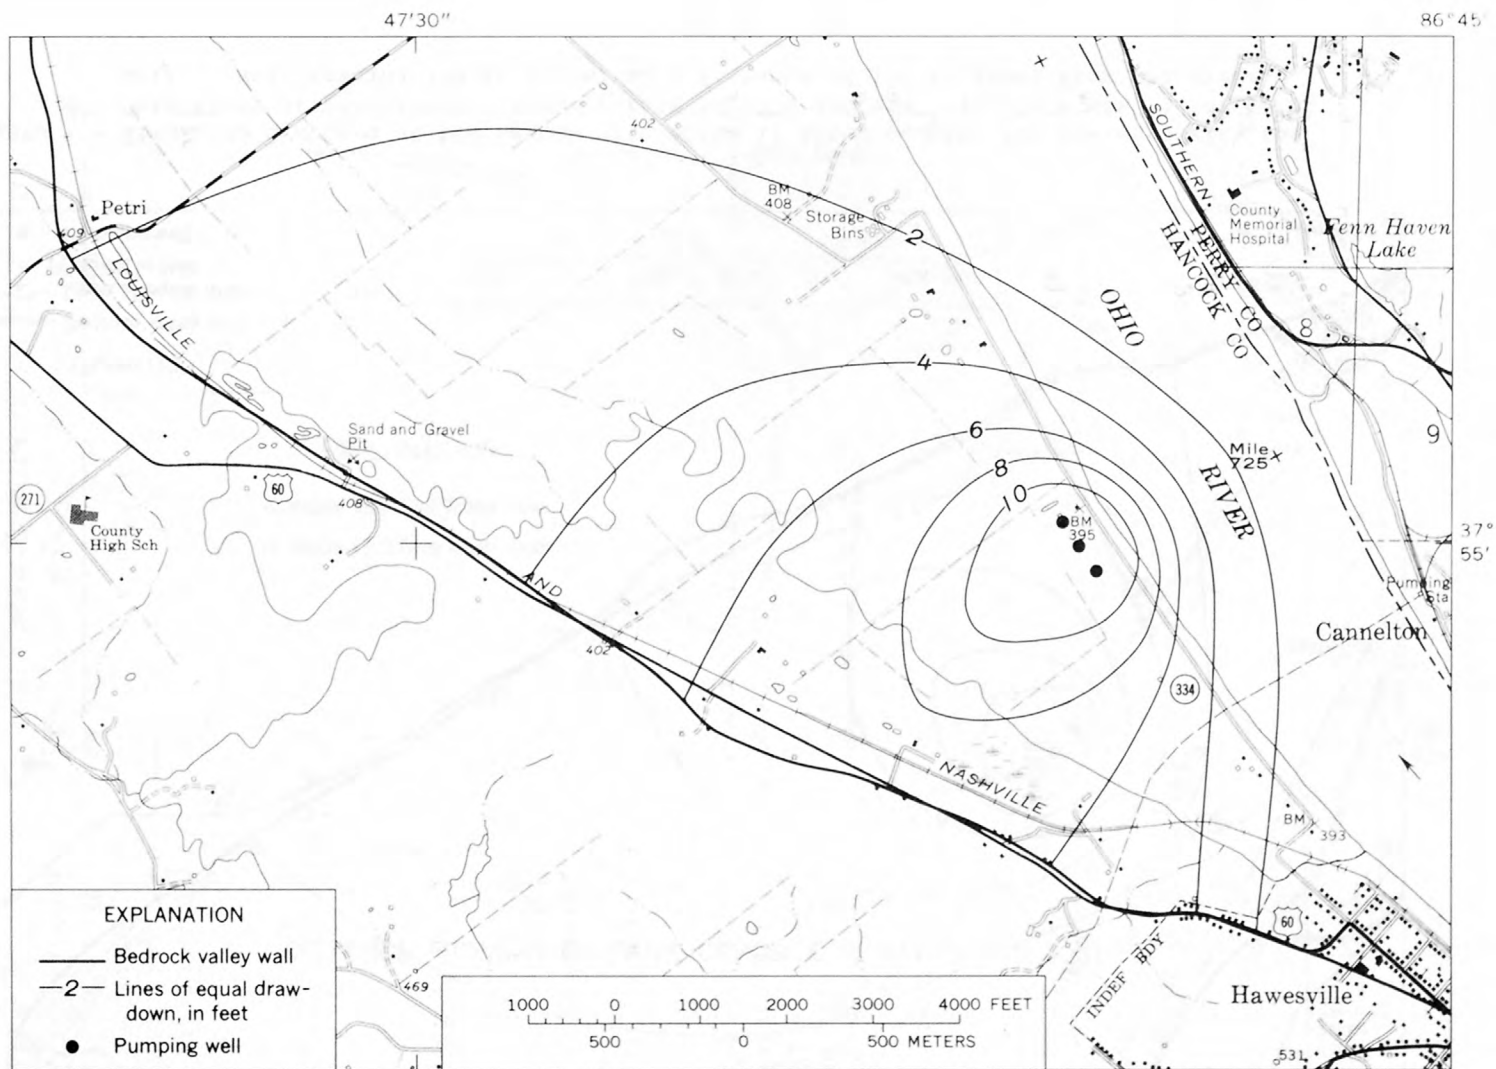 47'30"
86°45'
402
SOUTHERN
Petri
409
BM
408
Storage
Bins
2
County
Memorial
Hospital
Fenn Haven
Lake
PERRY CO
HANCOCK CO
OHIO
RIVER
LOUISVILLE
8
4
9
6
8
10
Sand and Gravel
Pit
Mile
725
271
60
408
County
High Sch
BM
395
37°
55'
AND
Pumping
Sta
Cannelton
402
334
NASHVILLE
BM
393
60
EXPLANATION
Bedrock valley wall
2 Lines of equal draw-
down, in feet
Pumping well
469
INDEF BDY
Hawesville
1000 0 1000 2000 3000 4000 FEET
500 0 500 METERS
531